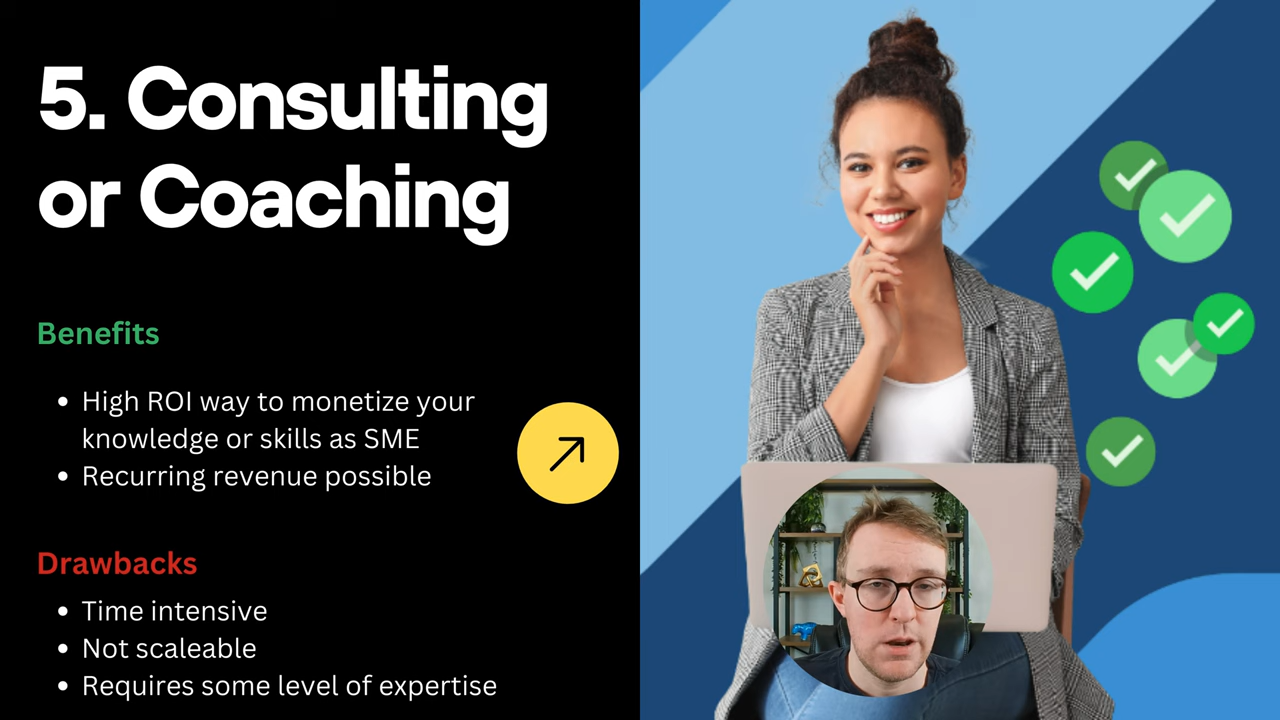 5. Consulting
or Coaching
Benefits
• High ROI way to monetize your
knowledge or skills as SME
• Recurring revenue possible
Drawbacks
• Time intensive
• Not scaleable
• Requires some level of expertise